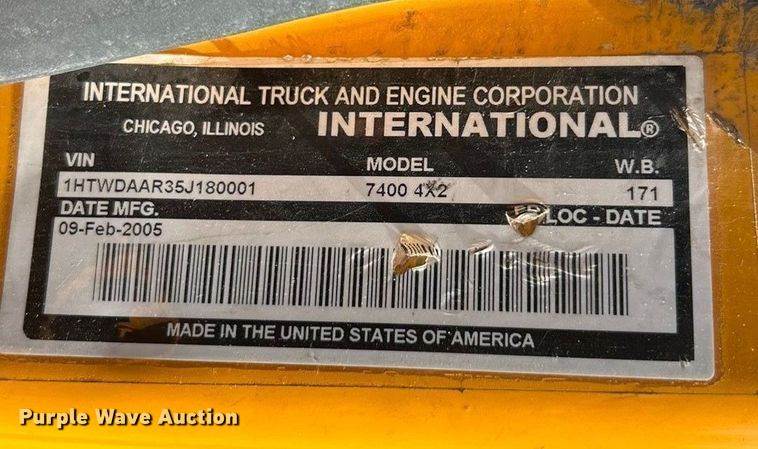 INTERNATIONAL TRUCK AND ENGINE CORPORATION
CHICAGO, ILLINOIS INTERNATIONAL®
VIN MODEL W.B.
1HTWDAAR35J180001 7400 4X2 171
DATE MFG. LOC - DATE
09-Feb-2005
MADE IN THE UNITED STATES OF AMERICA
Purple Wave Auction